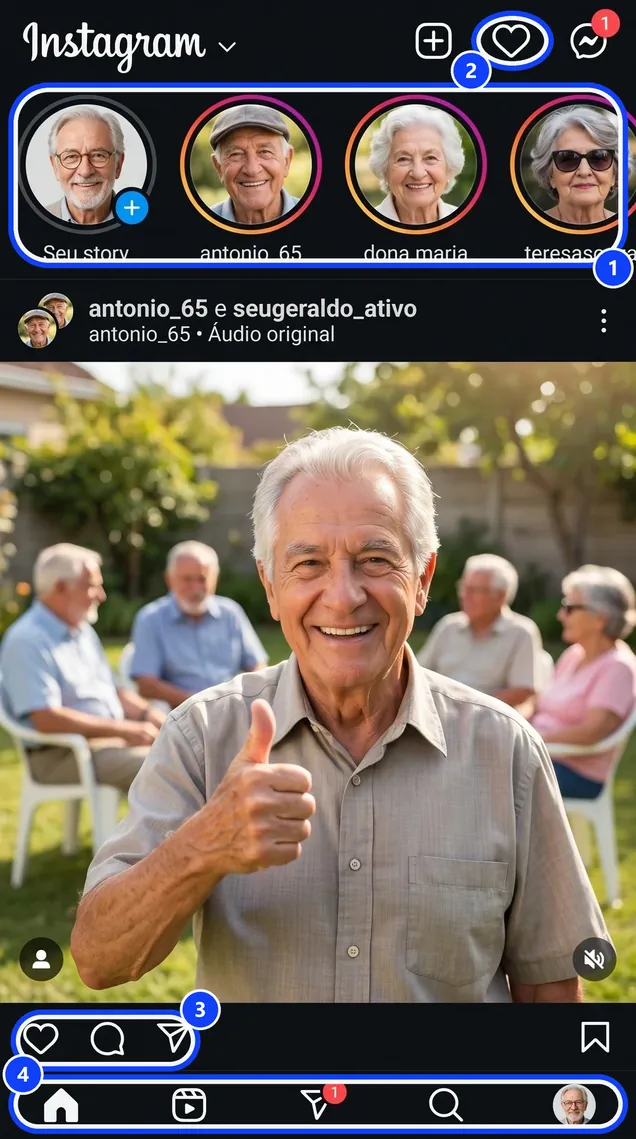 Instagram
1
2
Seu story antonio_65 dona maria
1
antonio_65 e seugeraldo_ativo
antonio_65 • Áudio original
3
4
1